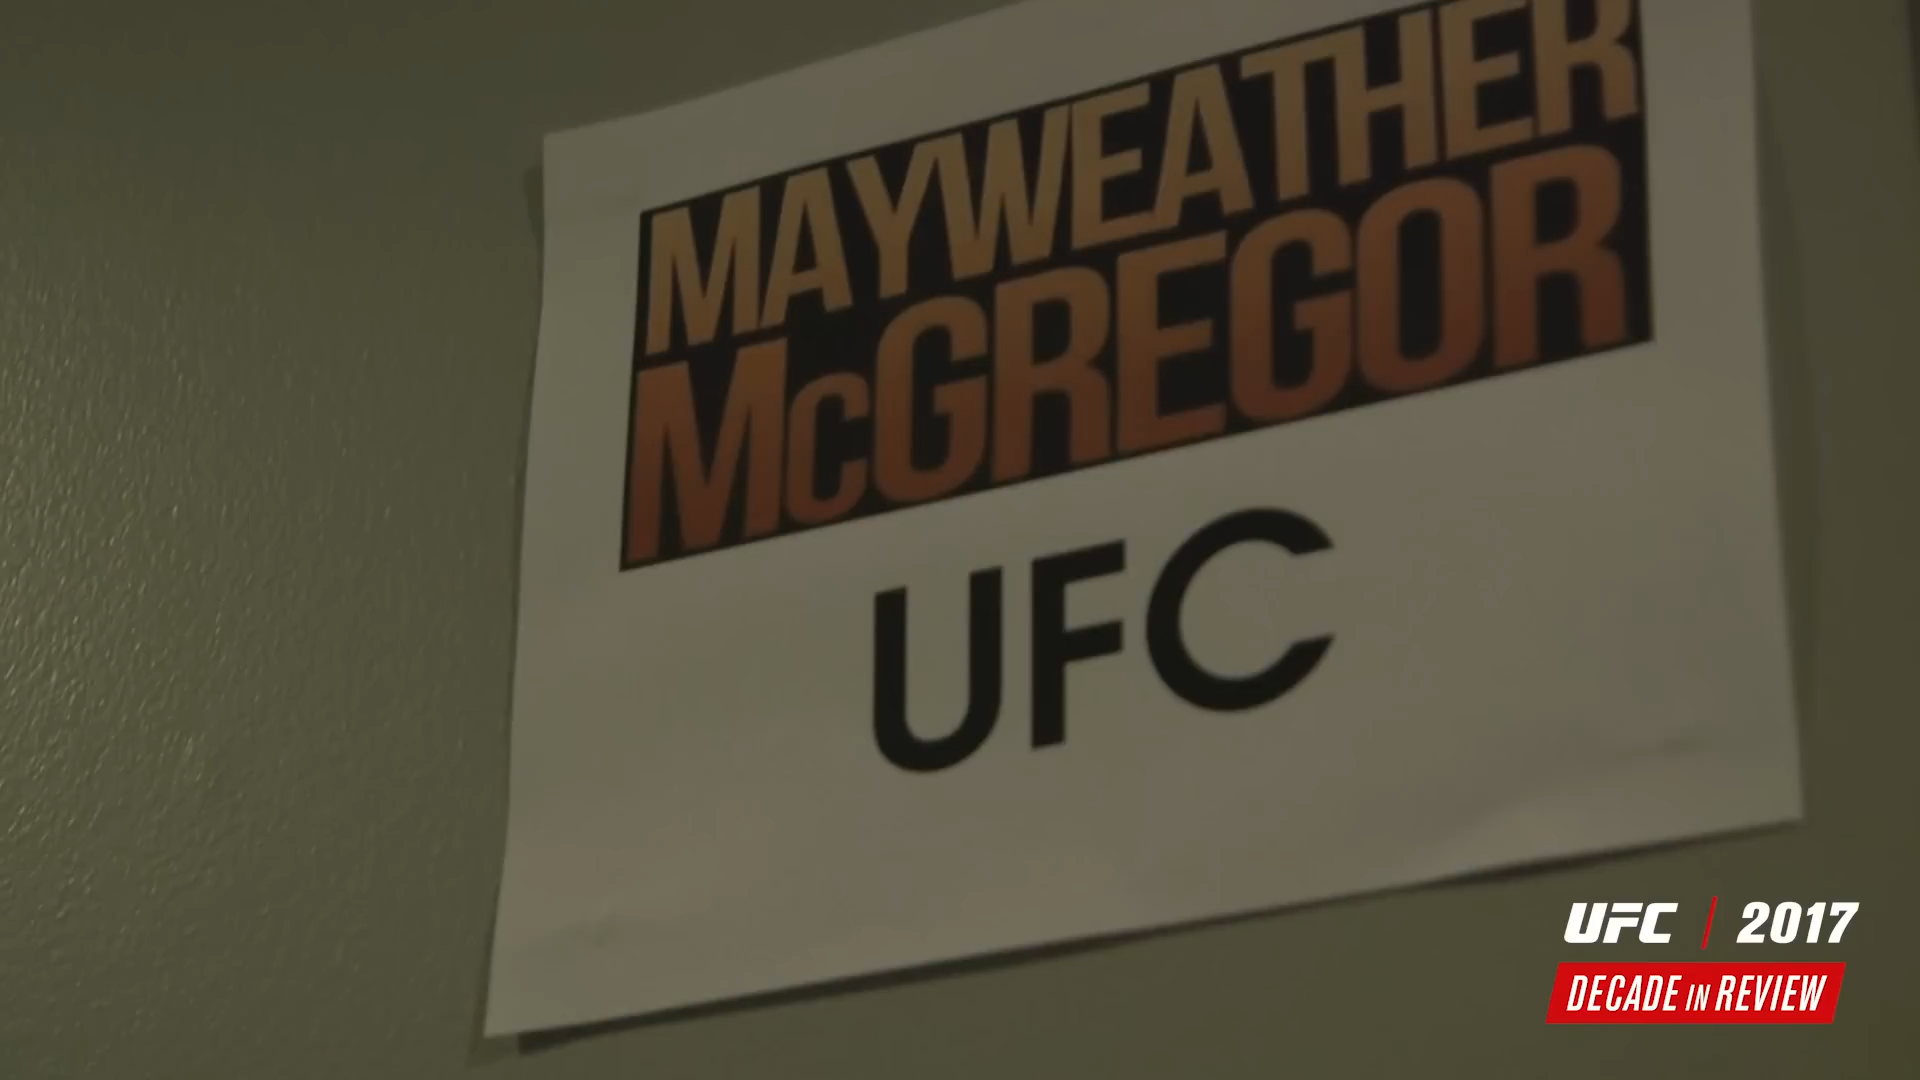 MAYWEATHER
McGREGOR
UFC
UFC | 2017
DECADE IN REVIEW